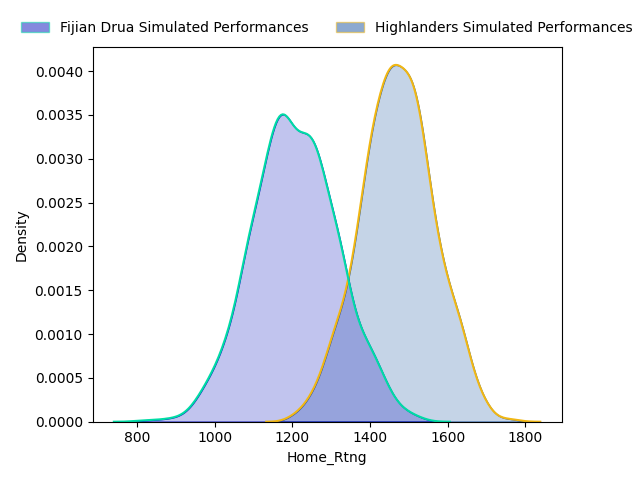 Fijian Drua Simulated Performances Highlanders Simulated Performances
0.0040
0.0035
0.0030
0.0025
0.0020
0.0015
0.0010
0.0005
0.0000
Density
800 1000 1200 1400 1600 1800
Home_Rtng